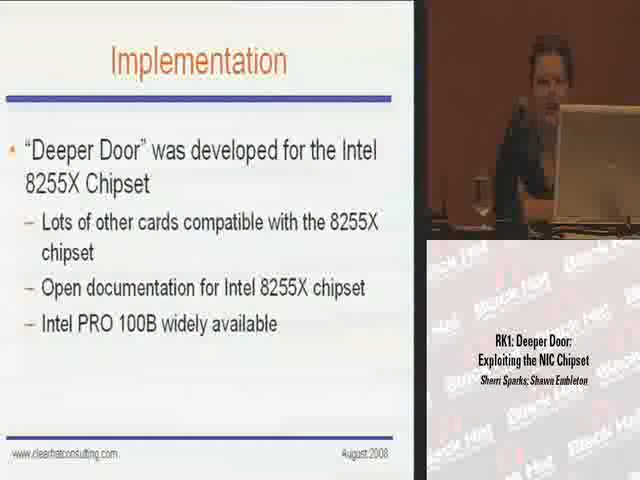 Implementation
“Deeper Door” was developed for the Intel
8255X Chipset
– Lots of other cards compatible with the 8255X
chipset
– Open documentation for Intel 8255X chipset
– Intel PRO 100B widely available
www.clearhatconsulting.com
August 2008
RK1: Deeper Door:
Exploiting the NIC Chipset
Sherri Sparks; Shawn Embleton